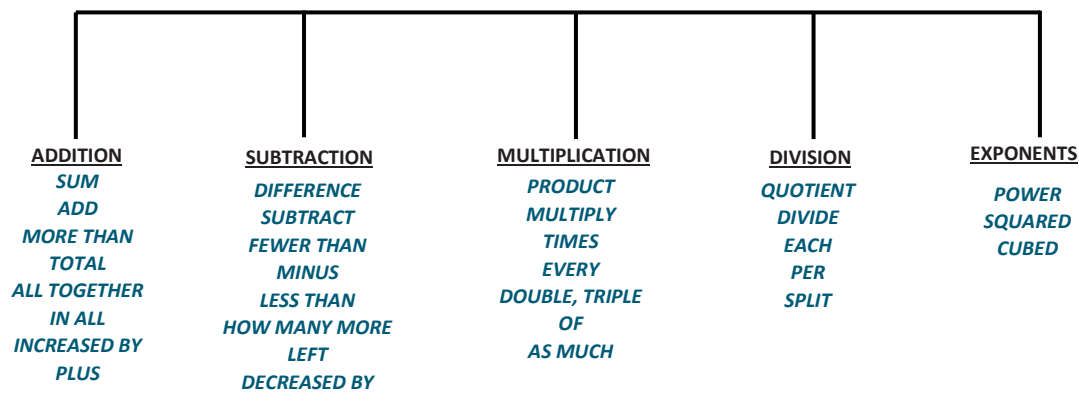 ADDITION
SUM
ADD
MORE THAN
TOTAL
ALL TOGETHER
IN ALL
INCREASED BY
PLUS
SUBTRACTION
DIFFERENCE
SUBTRACT
FEWER THAN
MINUS
LESS THAN
HOW MANY MORE
LEFT
DECREASED BY
MULTIPLICATION
PRODUCT
MULTIPLY
TIMES
EVERY
DOUBLE, TRIPLE
OF
AS MUCH
DIVISION
QUOTIENT
DIVIDE
EACH
PER
SPLIT
EXPONENTS
POWER
SQUARED
CUBED